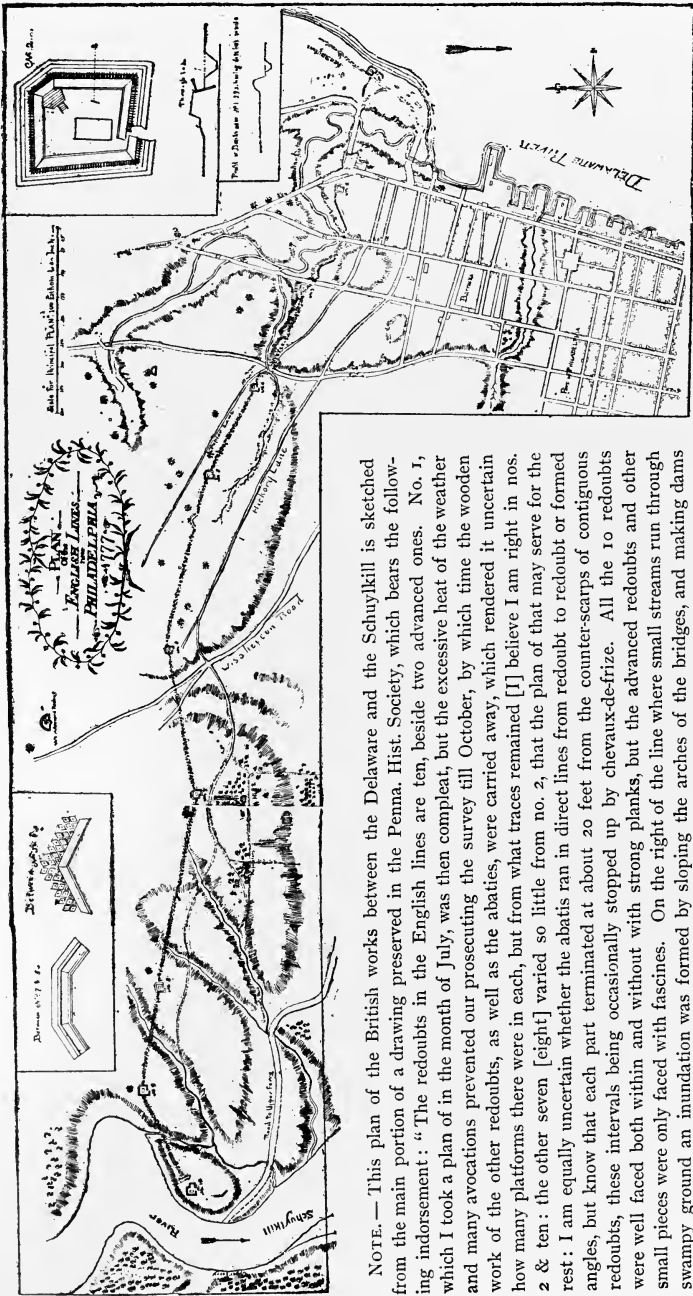 PLAN
of the
ENGLISH LINES
near
PHILADELPHIA
1777.
Scale for Principal PLAN
DELAWARE RIVER
Hickory Lane
Wissahiccon Road
Schuylkill
River
NOTE. — This plan of the British works between the Delaware and the Schuylkill is sketched
from the main portion of a drawing preserved in the Penna. Hist. Society, which bears the follow-
ing indorsement: "The redoubts in the English lines are ten, beside two advanced ones. No. 1,
which I took a plan of in the month of July, was then compleat, but the excessive heat of the weather
and many avocations prevented our prosecuting the survey till October, by which time the wooden
work of the other redoubts, as well as the abaties, were carried away, which rendered it uncertain
how many platforms there were in each, but from what traces remained [I] believe I am right in nos.
2 & ten: the other seven [eight] varied so little from no. 2, that the plan of that may serve for the
rest: I am equally uncertain whether the abatis ran in direct lines from redoubt to redoubt or formed
angles, but know that each part terminated at about 20 feet from the counter-scarps of contiguous
redoubts, these intervals being occasionally stopped up by chevaux-de-frize. All the 10 redoubts
were well faced both within and without with strong planks, but the advanced redoubts and other
small pieces were only faced with fascines. On the right of the line where small streams run through
swampy ground an inundation was formed by sloping the arches of the bridges, and making dams